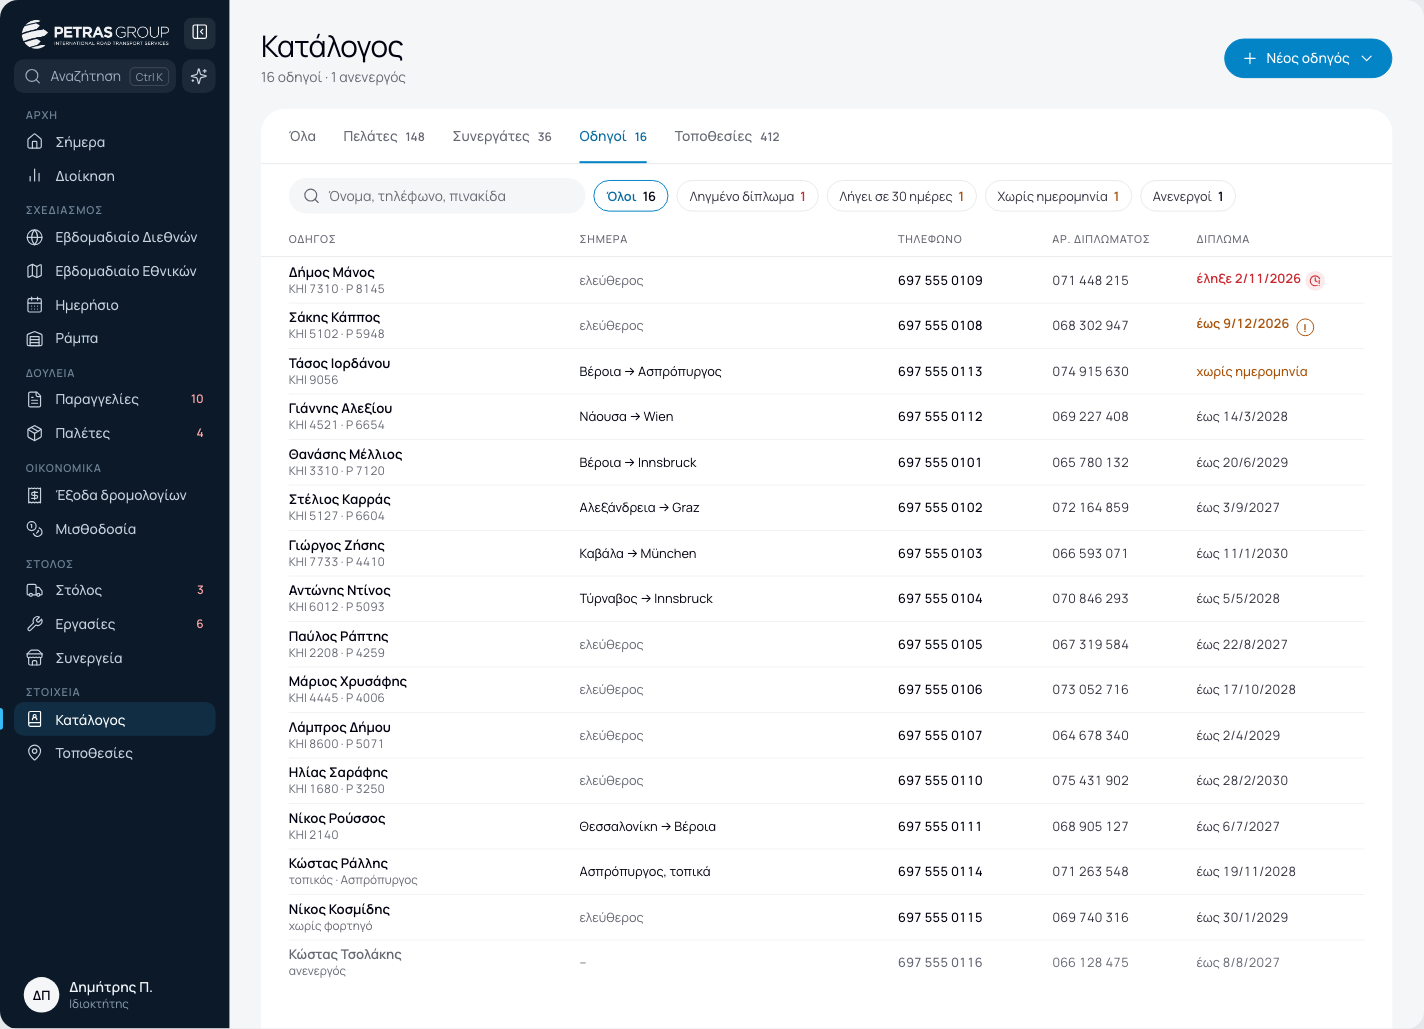 PETRAS GROUP
INTERNATIONAL ROAD TRANSPORT SERVICES
Αναζήτηση Ctrl K
ΑΡΧΗ
Σήμερα
Διοίκηση
ΣΧΕΔΙΑΣΜΟΣ
Εβδομαδιαίο Διεθνών
Εβδομαδιαίο Εθνικών
Ημερήσιο
Ράμπα
ΔΟΥΛΕΙΑ
Παραγγελίες 10
Παλέτες 4
ΟΙΚΟΝΟΜΙΚΑ
Έξοδα δρομολογίων
Μισθοδοσία
ΣΤΟΛΟΣ
Στόλος 3
Εργασίες 6
Συνεργεία
ΣΤΟΙΧΕΙΑ
Κατάλογος
Τοποθεσίες
ΔΠ
Δημήτρης Π.
Ιδιοκτήτης
Κατάλογος
16 οδηγοί · 1 ανενεργός
Νέος οδηγός
Όλα Πελάτες 148 Συνεργάτες 36 Οδηγοί 16 Τοποθεσίες 412
Όνομα, τηλέφωνο, πινακίδα Όλοι 16 Ληγμένο δίπλωμα 1 Λήγει σε 30 ημέρες 1 Χωρίς ημερομηνία 1 Ανενεργοί 1
ΟΔΗΓΟΣ ΣΗΜΕΡΑ ΤΗΛΕΦΩΝΟ ΑΡ. ΔΙΠΛΩΜΑΤΟΣ ΔΙΠΛΩΜΑ
Δήμος Μάνος ελεύθερος 697 555 0109 071 448 215 έληξε 2/11/2026
ΚΗΙ 7310 · Ρ 8145
Σάκης Κάππος ελεύθερος 697 555 0108 068 302 947 έως 9/12/2026
ΚΗΙ 5102 · Ρ 5948
Τάσος Ιορδάνου Βέροια → Ασπρόπυργος 697 555 0113 074 915 630 χωρίς ημερομηνία
ΚΗΙ 9056
Γιάννης Αλεξίου Νάουσα → Wien 697 555 0112 069 227 408 έως 14/3/2028
ΚΗΙ 4521 · Ρ 6654
Θανάσης Μέλλιος Βέροια → Innsbruck 697 555 0101 065 780 132 έως 20/6/2029
ΚΗΙ 3310 · Ρ 7120
Στέλιος Καρράς Αλεξάνδρεια → Graz 697 555 0102 072 164 859 έως 3/9/2027
ΚΗΙ 5127 · Ρ 6604
Γιώργος Ζήσης Καβάλα → München 697 555 0103 066 593 071 έως 11/1/2030
ΚΗΙ 7733 · Ρ 4410
Αντώνης Ντίνος Τύρναβος → Innsbruck 697 555 0104 070 846 293 έως 5/5/2028
ΚΗΙ 6012 · Ρ 5093
Παύλος Ράπτης ελεύθερος 697 555 0105 067 319 584 έως 22/8/2027
ΚΗΙ 2208 · Ρ 4259
Μάριος Χρυσάφης ελεύθερος 697 555 0106 073 052 716 έως 17/10/2028
ΚΗΙ 4445 · Ρ 4006
Λάμπρος Δήμου ελεύθερος 697 555 0107 064 678 340 έως 2/4/2029
ΚΗΙ 8600 · Ρ 5071
Ηλίας Σαράφης ελεύθερος 697 555 0110 075 431 902 έως 28/2/2030
ΚΗΙ 1680 · Ρ 3250
Νίκος Ρούσσος Θεσσαλονίκη → Βέροια 697 555 0111 068 905 127 έως 6/7/2027
ΚΗΙ 2140
Κώστας Ράλλης Ασπρόπυργος, τοπικά 697 555 0114 071 263 548 έως 19/11/2028
τοπικός · Ασπρόπυργος
Νίκος Κοσμίδης ελεύθερος 697 555 0115 069 740 316 έως 30/1/2029
χωρίς φορτηγό
Κώστας Τσολάκης – 697 555 0116 066 128 475 έως 8/8/2027
ανενεργός